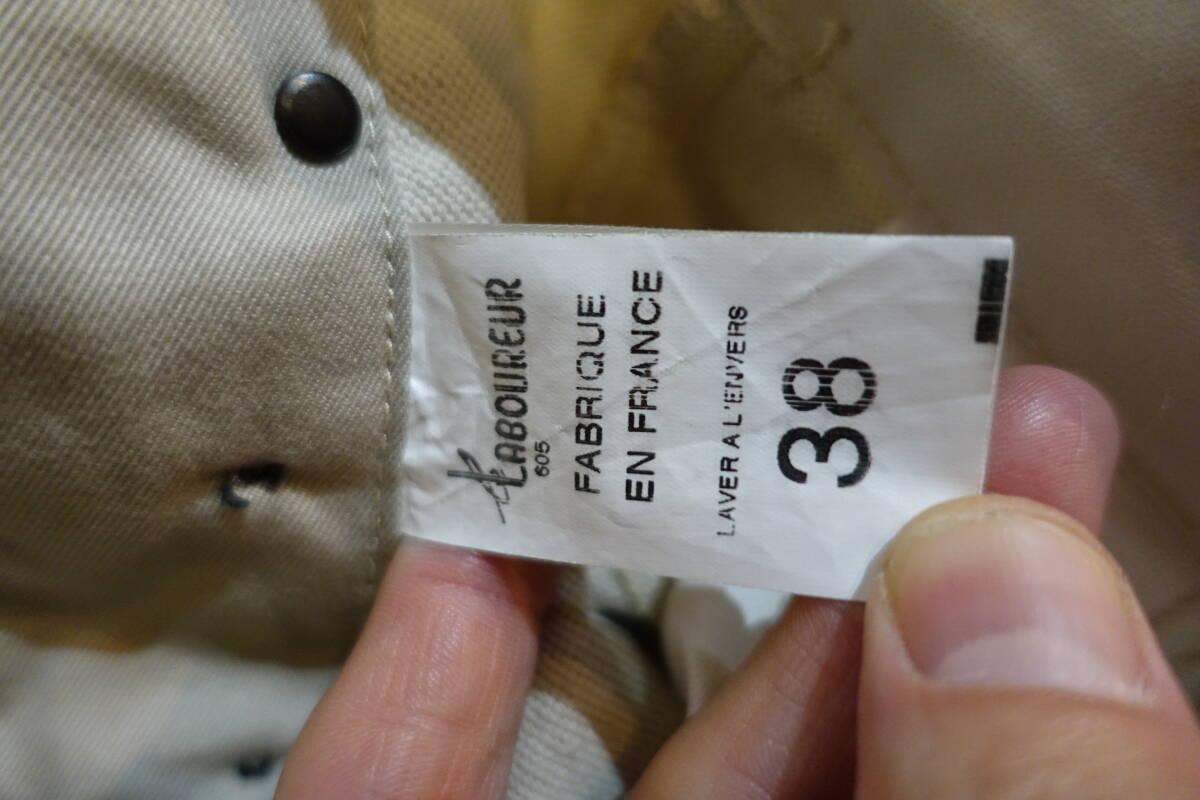 LABOUREUR
605
FABRIQUE
EN FRANCE
LAVER A L'ENVERS
38